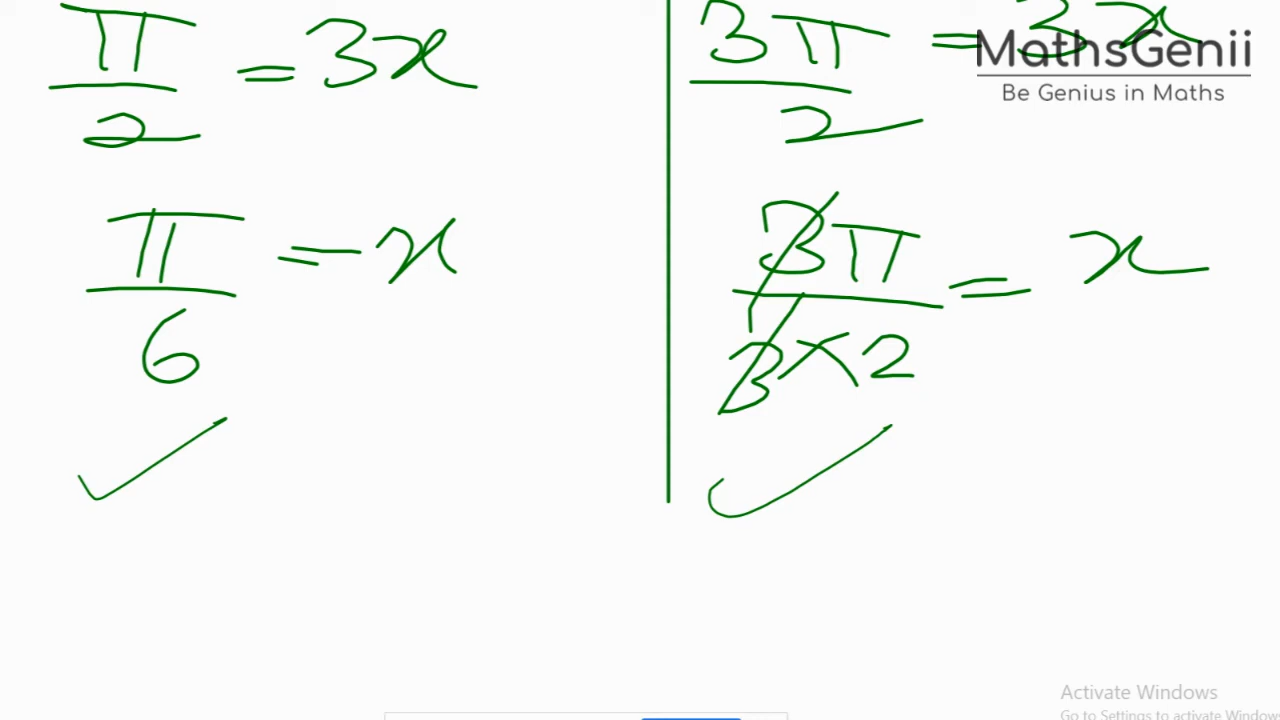 π/2 = 3x
π/6 = x
3π/2 = 3x
3π/3×2 = x
MathsGenii
Be Genius in Maths
Activate Windows
Go to Settings to activate Windows